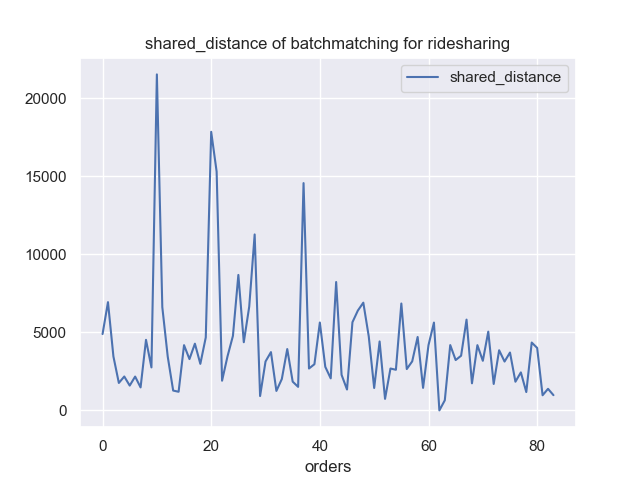 shared_distance of batchmatching for ridesharing
shared_distance
20000
15000
10000
5000
0
0 20 40 60 80
orders